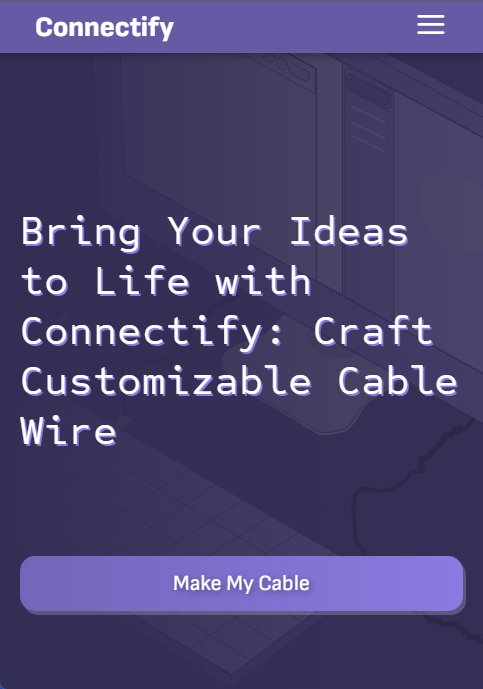 Connectify
Bring Your Ideas
to Life with
Connectify: Craft
Customizable Cable
Wire
Make My Cable